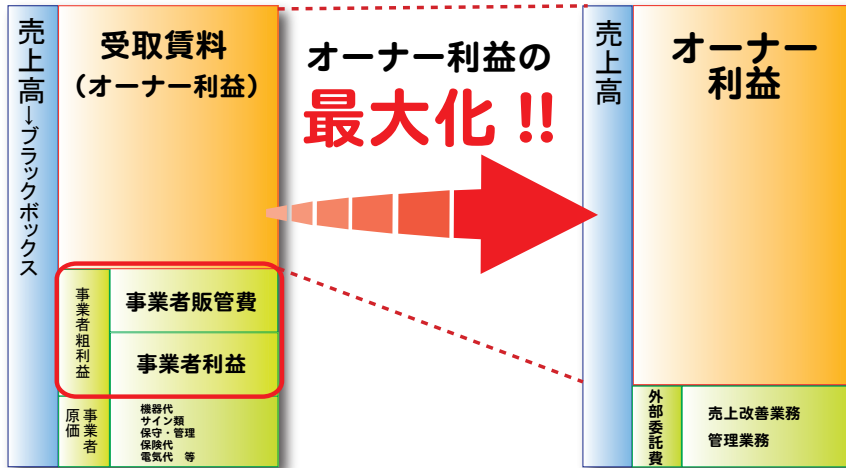 売上高→ブラックボックス
受取賃料
（オーナー利益）
事業者粗利益
事業者販管費
事業者利益
事業者
原価
機器代
サイン類
保守・管理
保険代
電気代　等
オーナー利益の
最大化 !!
売上高
オーナー
利益
外部委託費
売上改善業務
管理業務